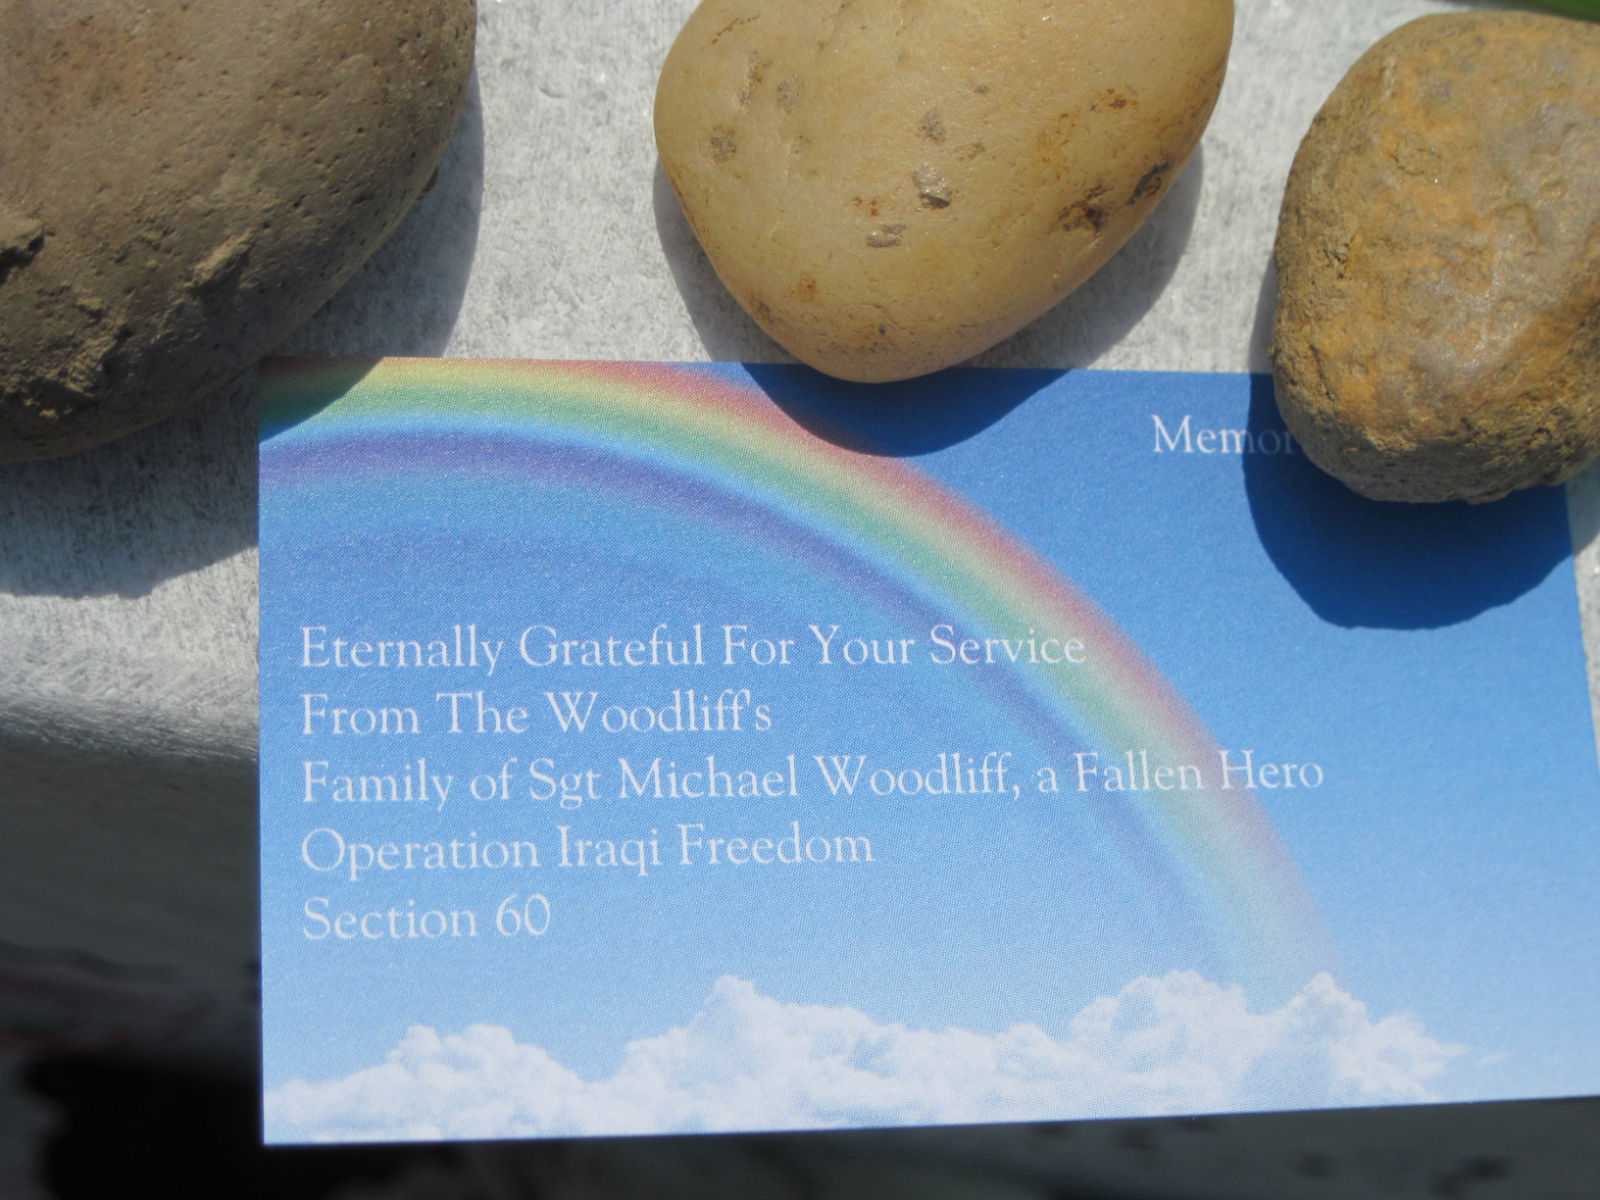 Eternally Grateful For Your Service
From The Woodliff's
Family of Sgt Michael Woodliff, a Fallen Hero
Operation Iraqi Freedom
Section 60